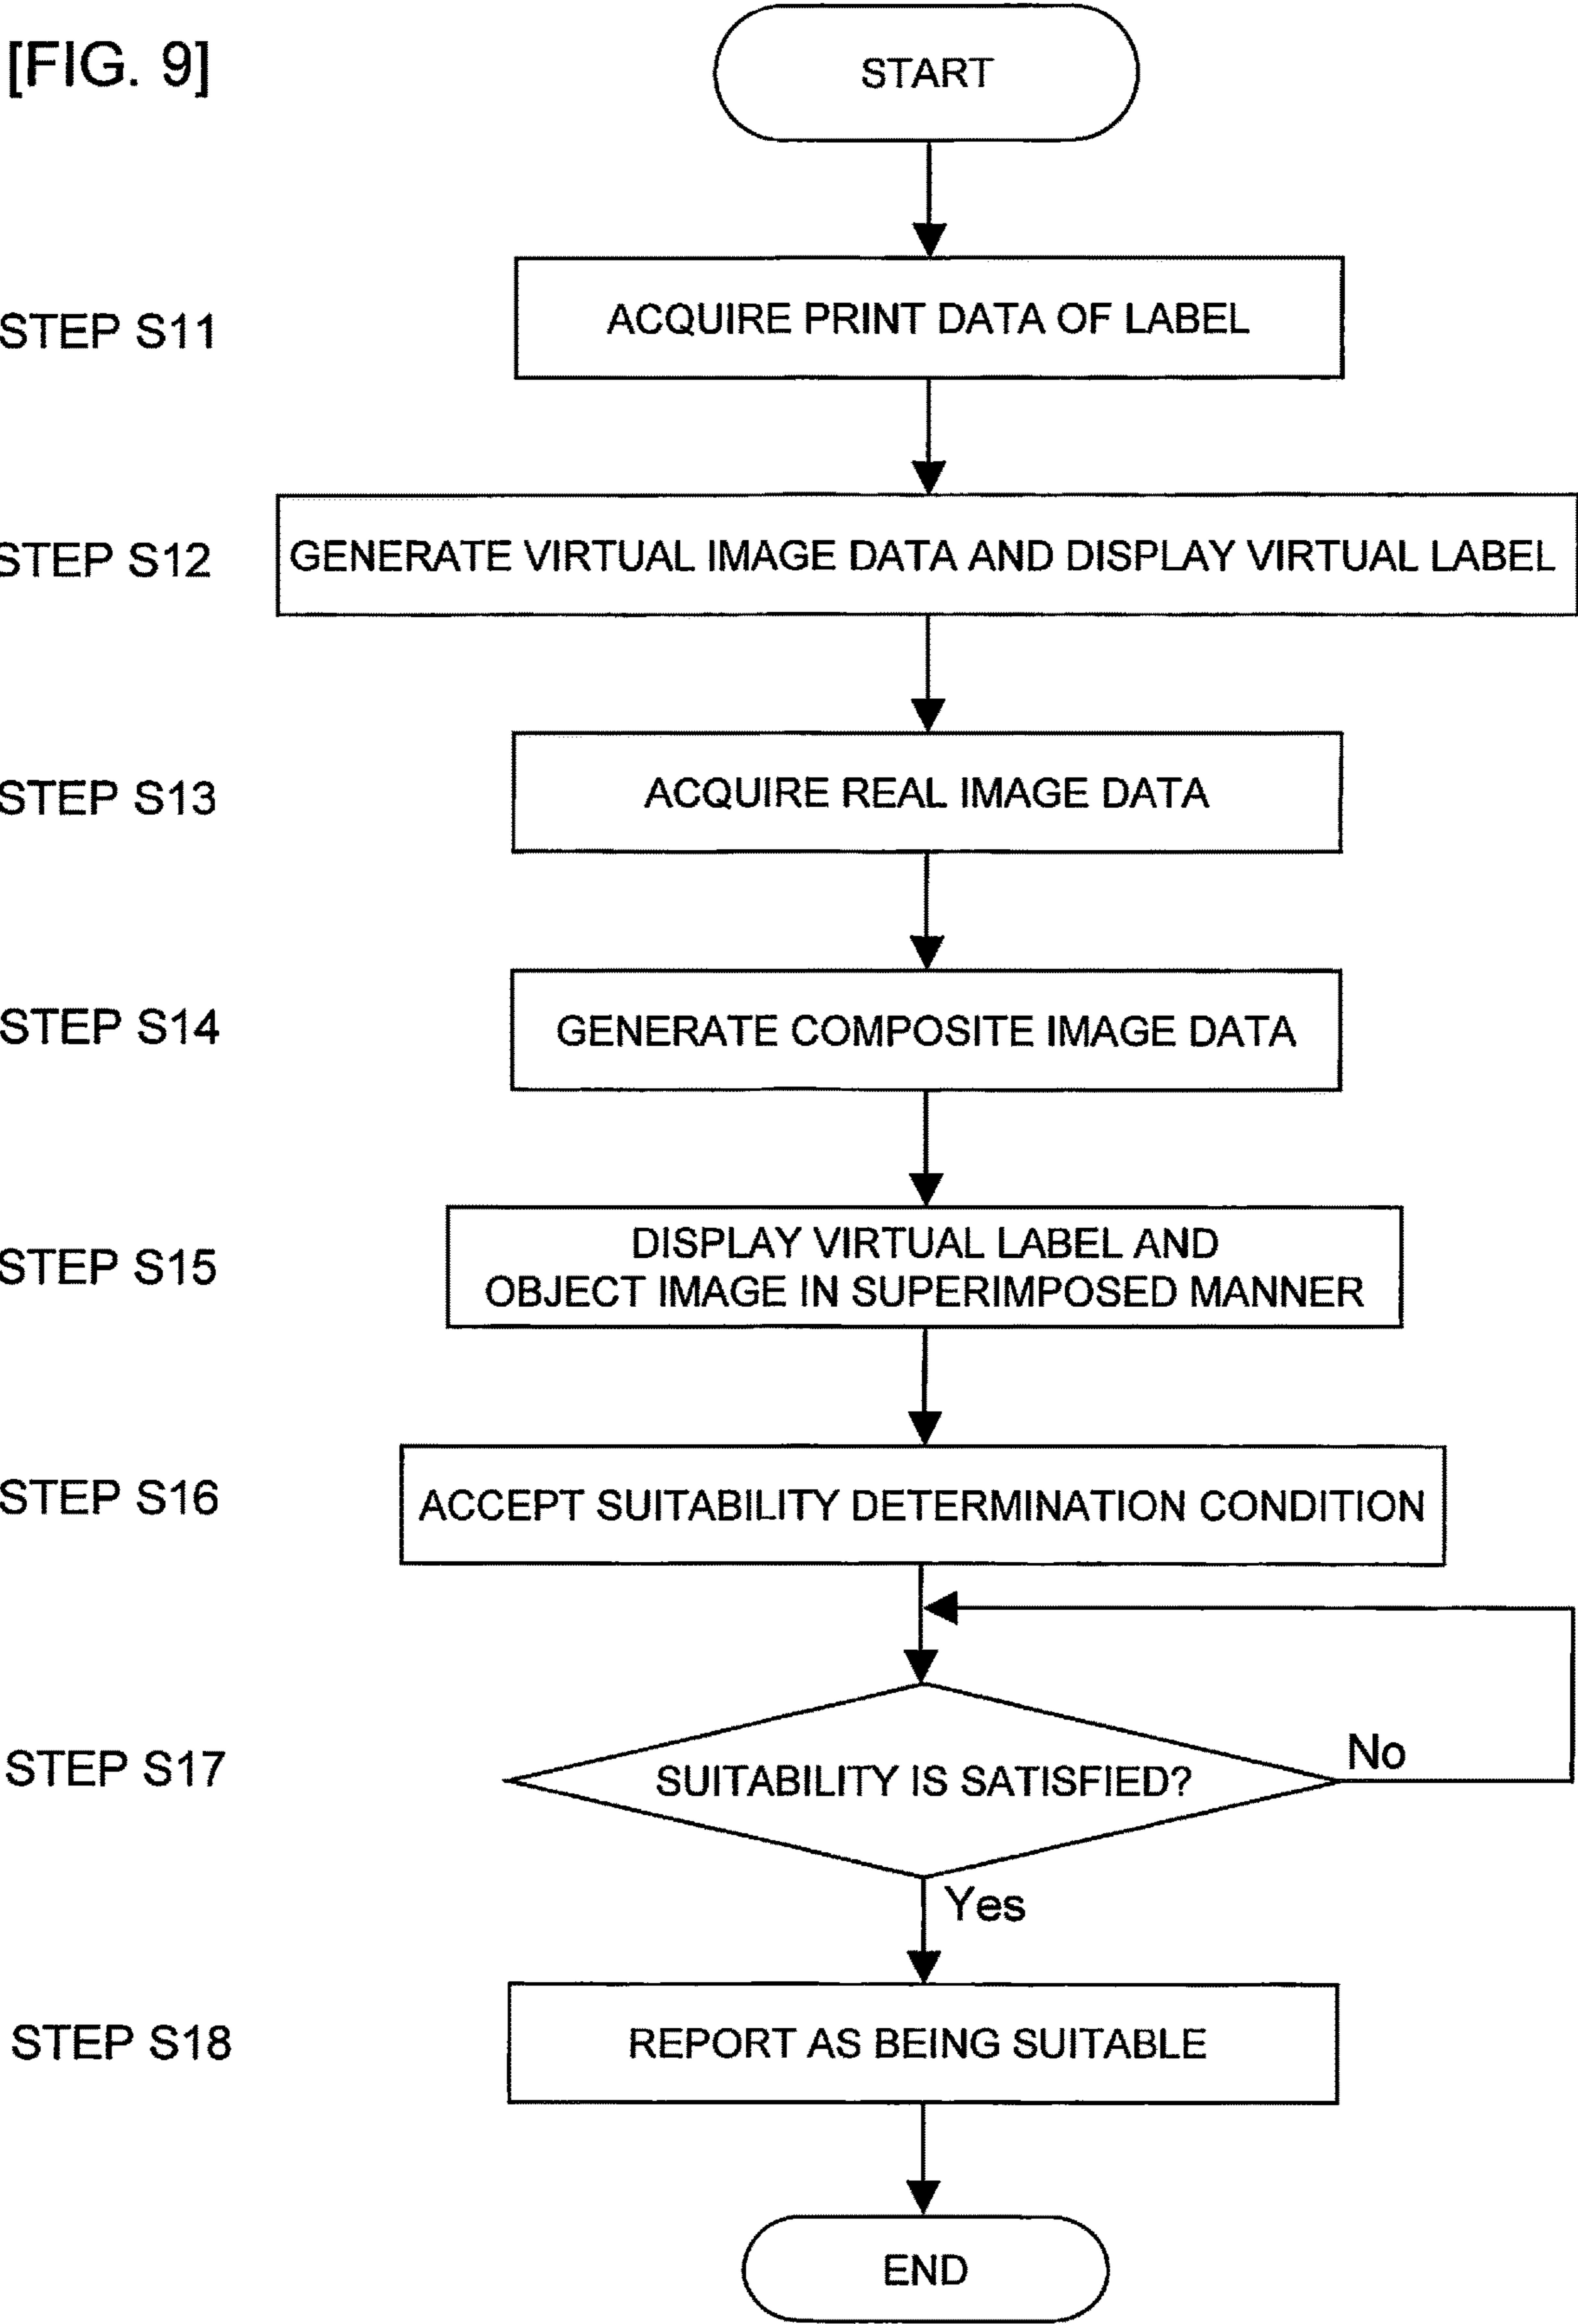 [FIG. 9]
START
STEP S11
ACQUIRE PRINT DATA OF LABEL
STEP S12
GENERATE VIRTUAL IMAGE DATA AND DISPLAY VIRTUAL LABEL
STEP S13
ACQUIRE REAL IMAGE DATA
STEP S14
GENERATE COMPOSITE IMAGE DATA
STEP S15
DISPLAY VIRTUAL LABEL AND
OBJECT IMAGE IN SUPERIMPOSED MANNER
STEP S16
ACCEPT SUITABILITY DETERMINATION CONDITION
STEP S17
SUITABILITY IS SATISFIED?
No
Yes
STEP S18
REPORT AS BEING SUITABLE
END